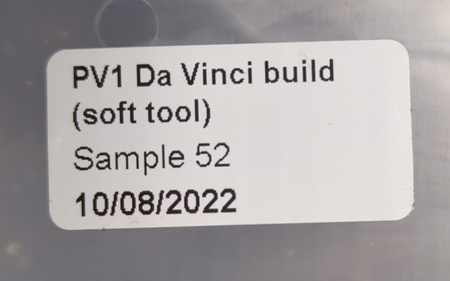 PV1 Da Vinci build
(soft tool)
Sample 52
10/08/2022